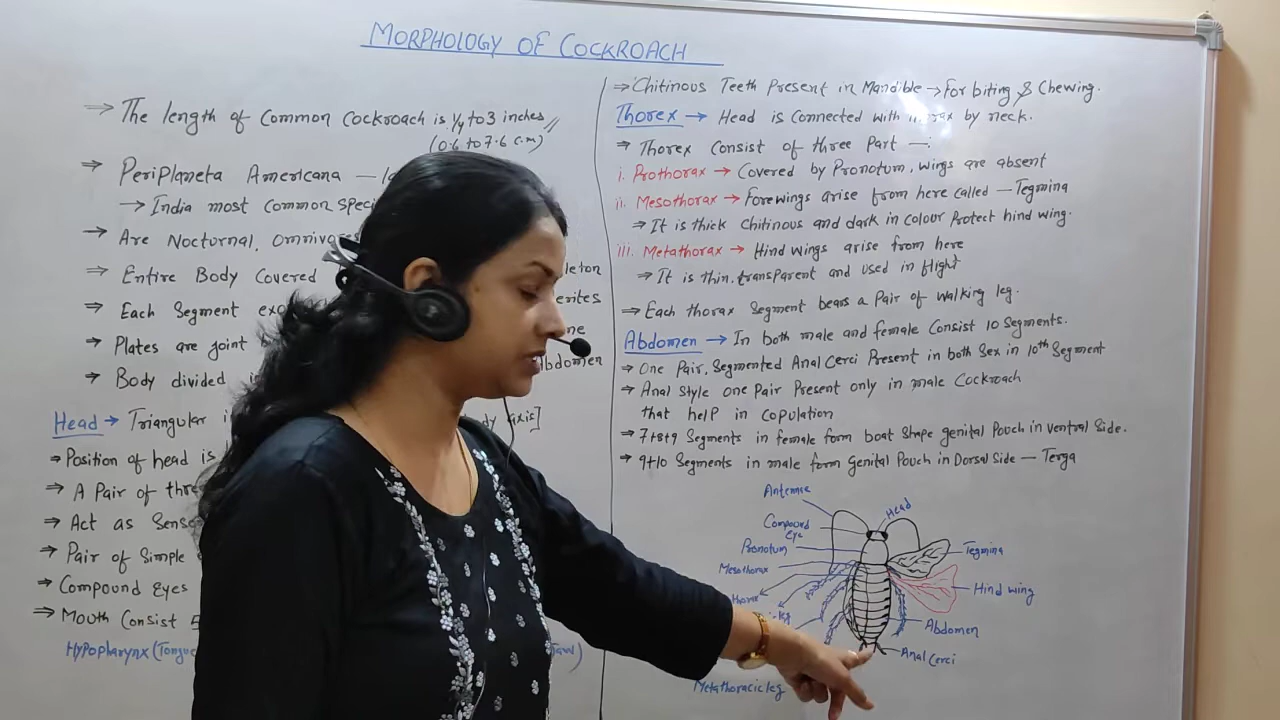 MORPHOLOGY OF COCKROACH
⇒ The length of Common Cockroach is 1/4 to 3 inches
(0.6 to 7.6 c.m)
⇒ Periplaneta Americana —
→ India most Common Speci
⇒ Are Nocturnal, Omnivor
⇒ Entire Body Covered
⇒ Each Segment
erites
⇒ Plates are joint
⇒ Body divided
Abdomen
Head → Triangular
dy axis]
⇒ Position of head is
⇒ A Pair of
⇒ Act as Sens
⇒ Pair of Simple
⇒ Compound Eyes
⇒ Mouth Consist
Hypopharynx (Tongue
⇒ Chitinous Teeth Present in Mandible → For biting & Chewing.
Thorex → Head is Connected with by neck.
⇒ Thorex Consist of three Part —:
i. Prothorax → Covered by Pronotum, wings are absent
ii. Mesothorax → Forewings arise from here called — Tegmina
⇒ It is thick Chitinous and dark in colour Protect hind wing.
iii. Metathorax → Hind wings arise from here
⇒ It is thin, transparent and used in flight
⇒ Each thorax Segment bears a Pair of walking leg.
Abdomen → In both male and female Consist 10 Segments.
⇒ One Pair, Segmented Anal Cerci Present in both Sex in 10th Segment
⇒ Anal Style one Pair Present only in male Cockroach
that help in Copulation
⇒ 7+8+9 Segments in female form boat Shape genital Pouch in ventral Side.
⇒ 9+10 Segments in male form Genital Pouch in Dorsal Side — Terga
Antennae
Head
Compound
eye
Pronotum
Tegmina
Mesothorax
Hind wing
Abdomen
Anal Cerci
Metathoracic leg